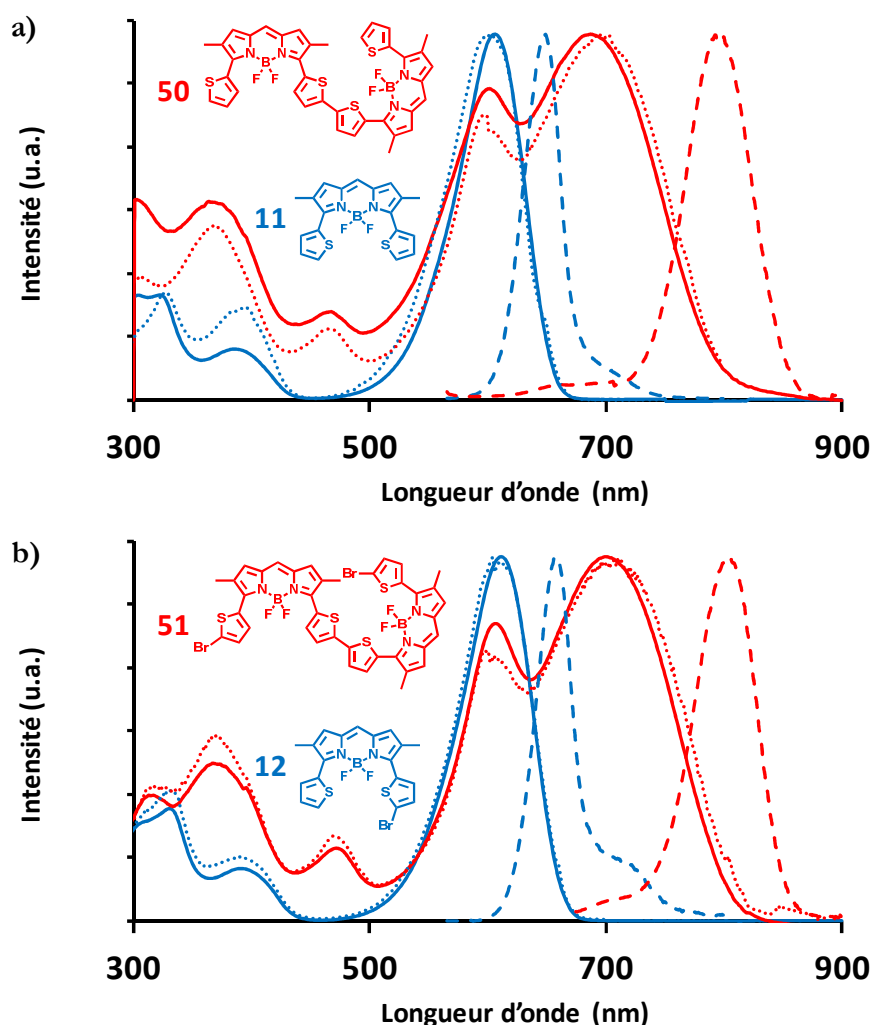 a)
50
11
Intensité (u.a.)
300
500
700
900
Longueur d’onde (nm)
b)
51
12
Intensité (u.a.)
300
500
700
900
Longueur d’onde (nm)